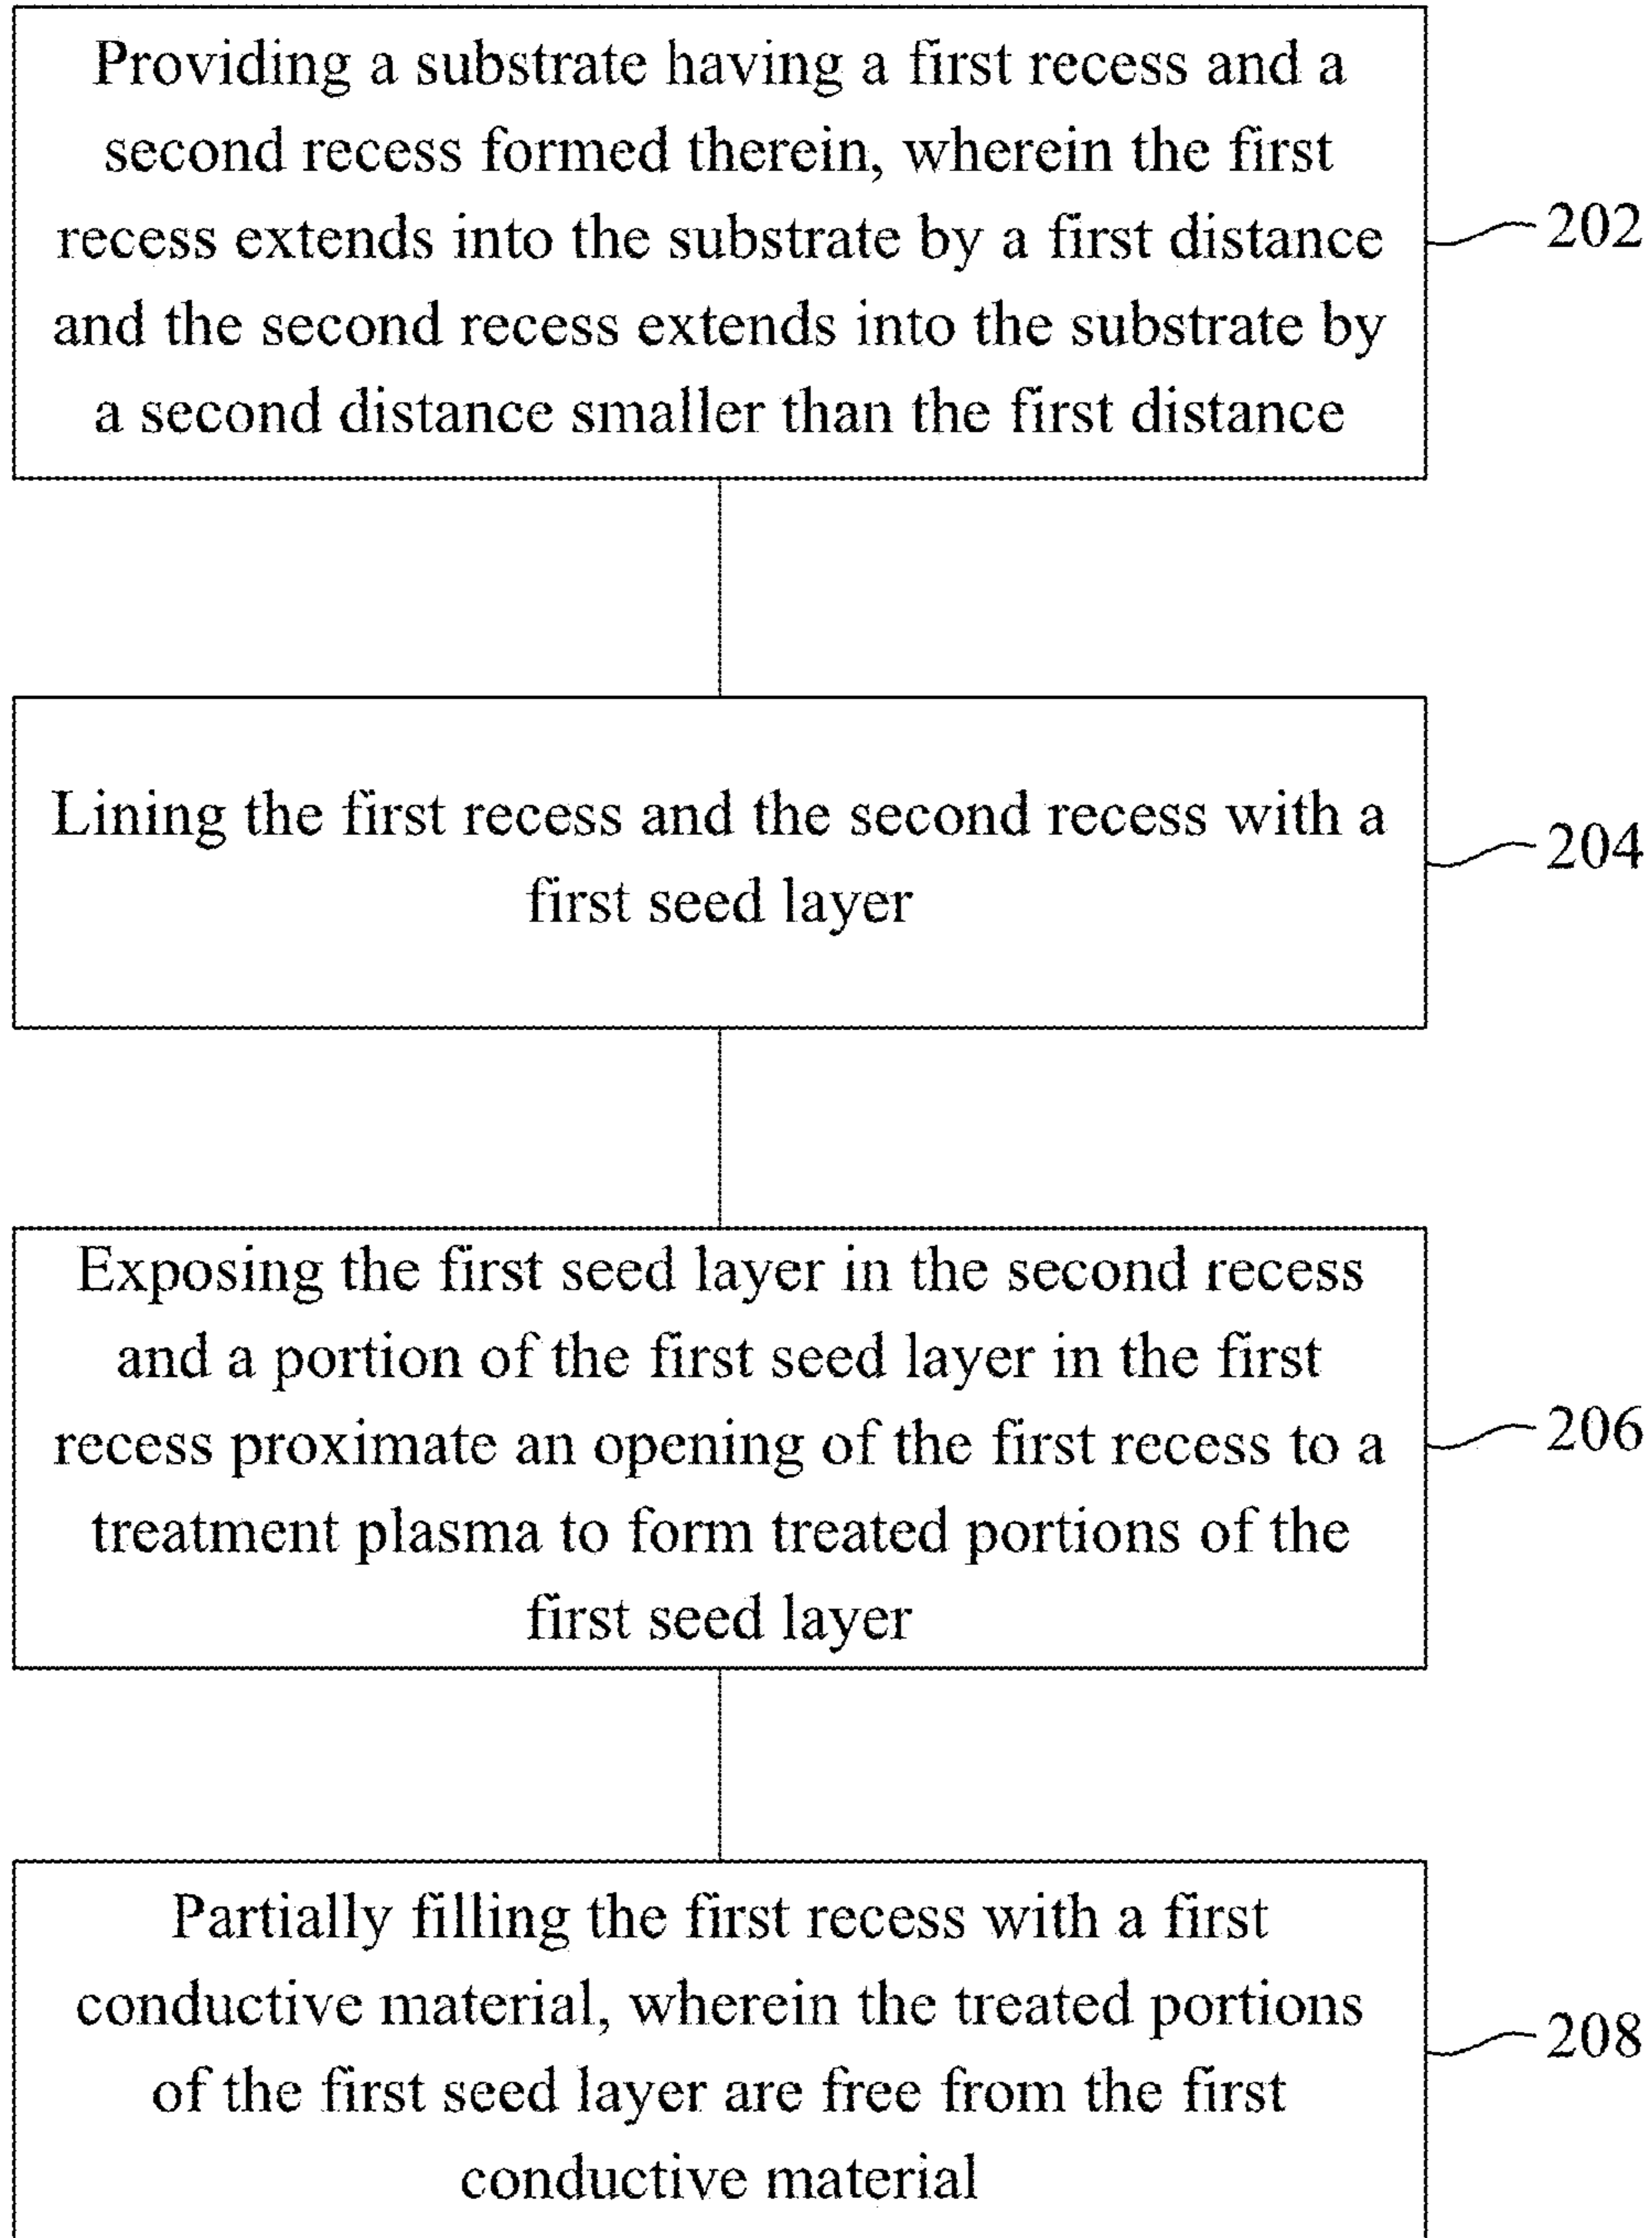 Providing a substrate having a first recess and a
second recess formed therein, wherein the first
recess extends into the substrate by a first distance
and the second recess extends into the substrate by
a second distance smaller than the first distance
202
Lining the first recess and the second recess with a
first seed layer
204
Exposing the first seed layer in the second recess
and a portion of the first seed layer in the first
recess proximate an opening of the first recess to a
treatment plasma to form treated portions of the
first seed layer
206
Partially filling the first recess with a first
conductive material, wherein the treated portions
of the first seed layer are free from the first
conductive material
208